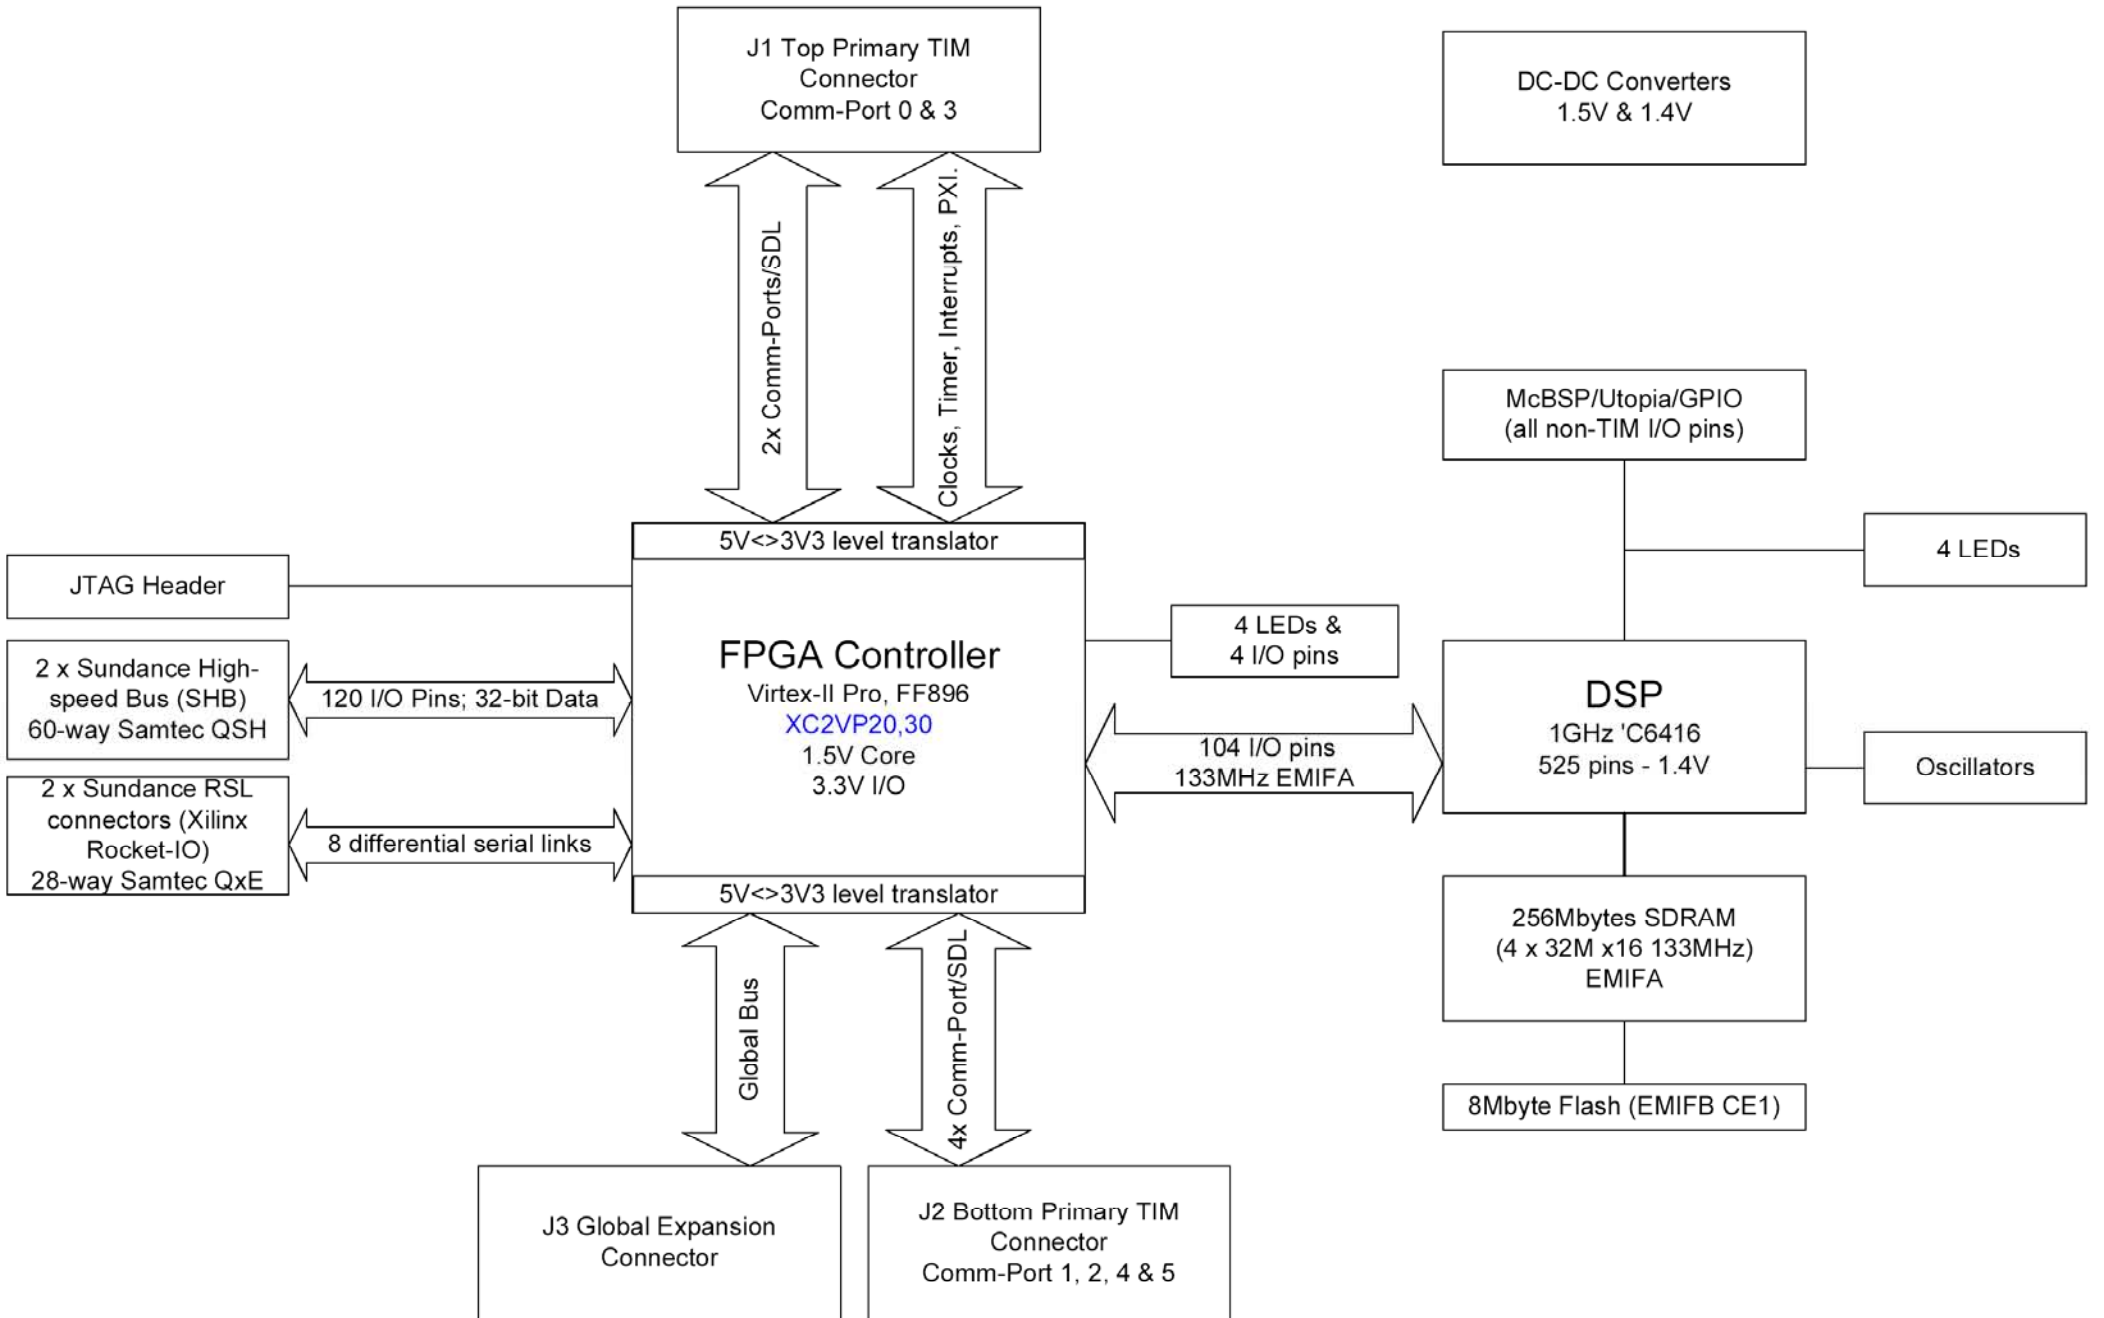 J1 Top Primary TIM
Connector
Comm-Port 0 & 3
DC-DC Converters
1.5V & 1.4V
2x Comm-Ports/SDL
Clocks, Timer, Interrupts, PXI.
McBSP/Utopia/GPIO
(all non-TIM I/O pins)
4 LEDs
5V<>3V3 level translator
JTAG Header
FPGA Controller
Virtex-II Pro, FF896
XC2VP20,30
1.5V Core
3.3V I/O
4 LEDs &
4 I/O pins
2 x Sundance High-
speed Bus (SHB)
60-way Samtec QSH
120 I/O Pins; 32-bit Data
DSP
1GHz 'C6416
525 pins - 1.4V
104 I/O pins
133MHz EMIFA
Oscillators
2 x Sundance RSL
connectors (Xilinx
Rocket-IO)
28-way Samtec QxE
8 differential serial links
5V<>3V3 level translator
256Mbytes SDRAM
(4 x 32M x16 133MHz)
EMIFA
Global Bus
4x Comm-Port/SDL
8Mbyte Flash (EMIFB CE1)
J3 Global Expansion
Connector
J2 Bottom Primary TIM
Connector
Comm-Port 1, 2, 4 & 5